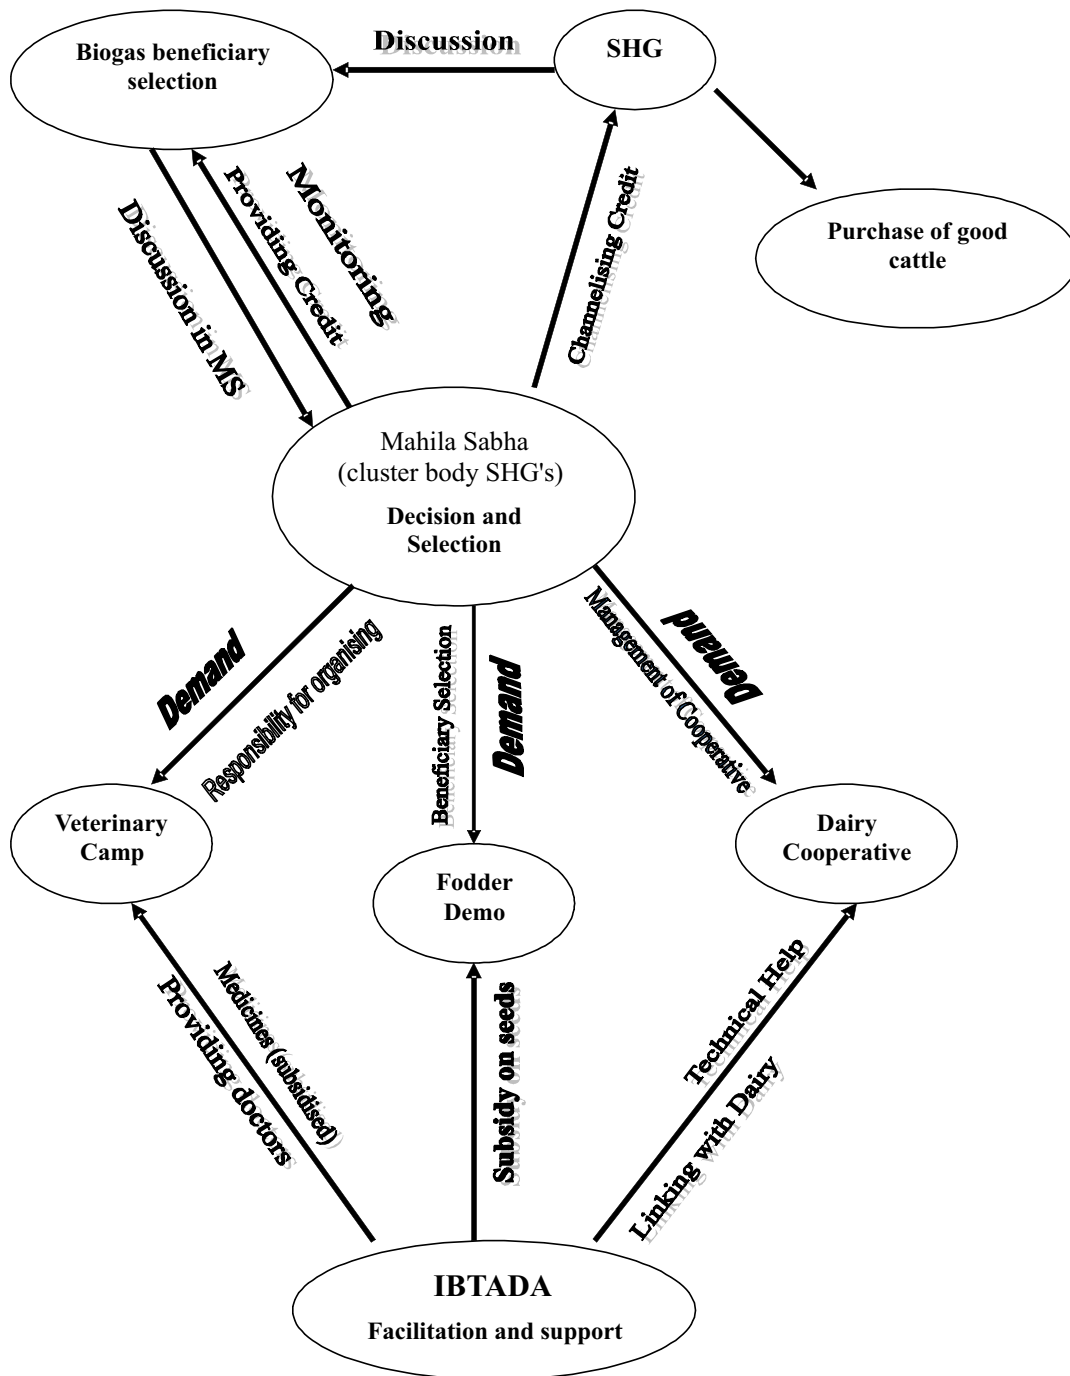 Discussion
SHG
Biogas beneficiary
selection
Monitoring
Providing Credit
Discussion in MS
Channelising Credit
Purchase of good
cattle
Mahila Sabha
(cluster body SHG's)
Decision and
Selection
Demand
Responsibility for organising
Beneficiary Selection
Demand
Management of Cooperative
Demand
Veterinary
Camp
Fodder
Demo
Dairy
Cooperative
Medicines (subsidised)
Providing doctors
Subsidy on seeds
Technical Help
Linking with Dairy
IBTADA
Facilitation and support